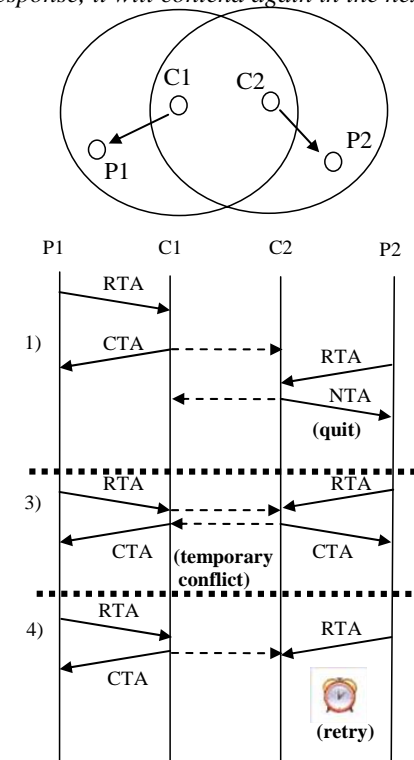 esponse, it will contend again in the ne
C1
C2
P1
P2
P1 C1 C2 P2
RTA
1)
CTA
RTA
NTA
(quit)
RTA
RTA
3)
CTA
(temporary
conflict)
CTA
RTA
4)
RTA
CTA
(retry)